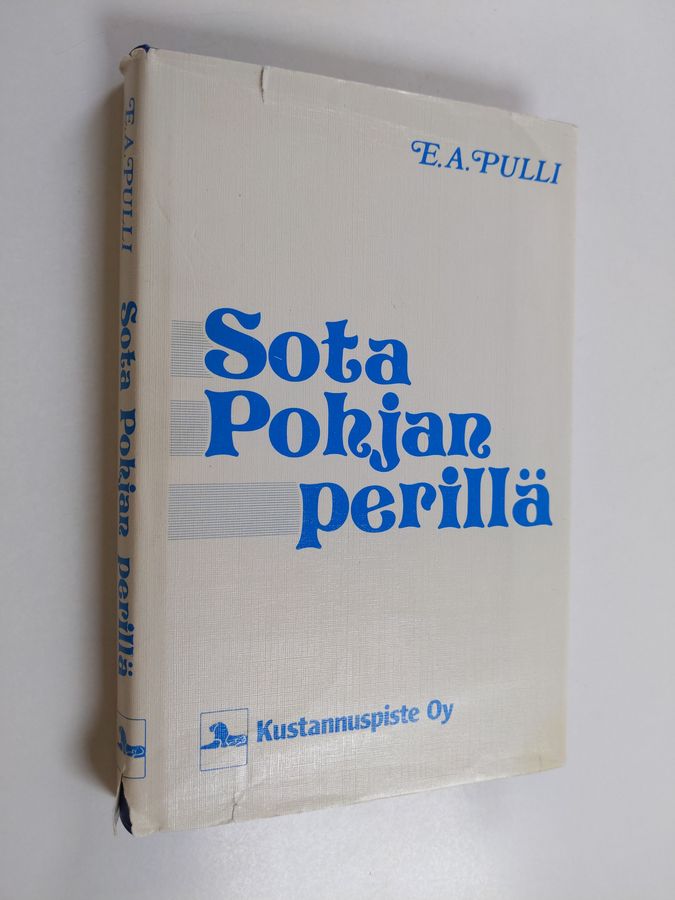 E.A. PULLI
Sota
Pohjan
perillä
Kustannuspiste Oy
E.A. PULLI Sota Pohjan perillä